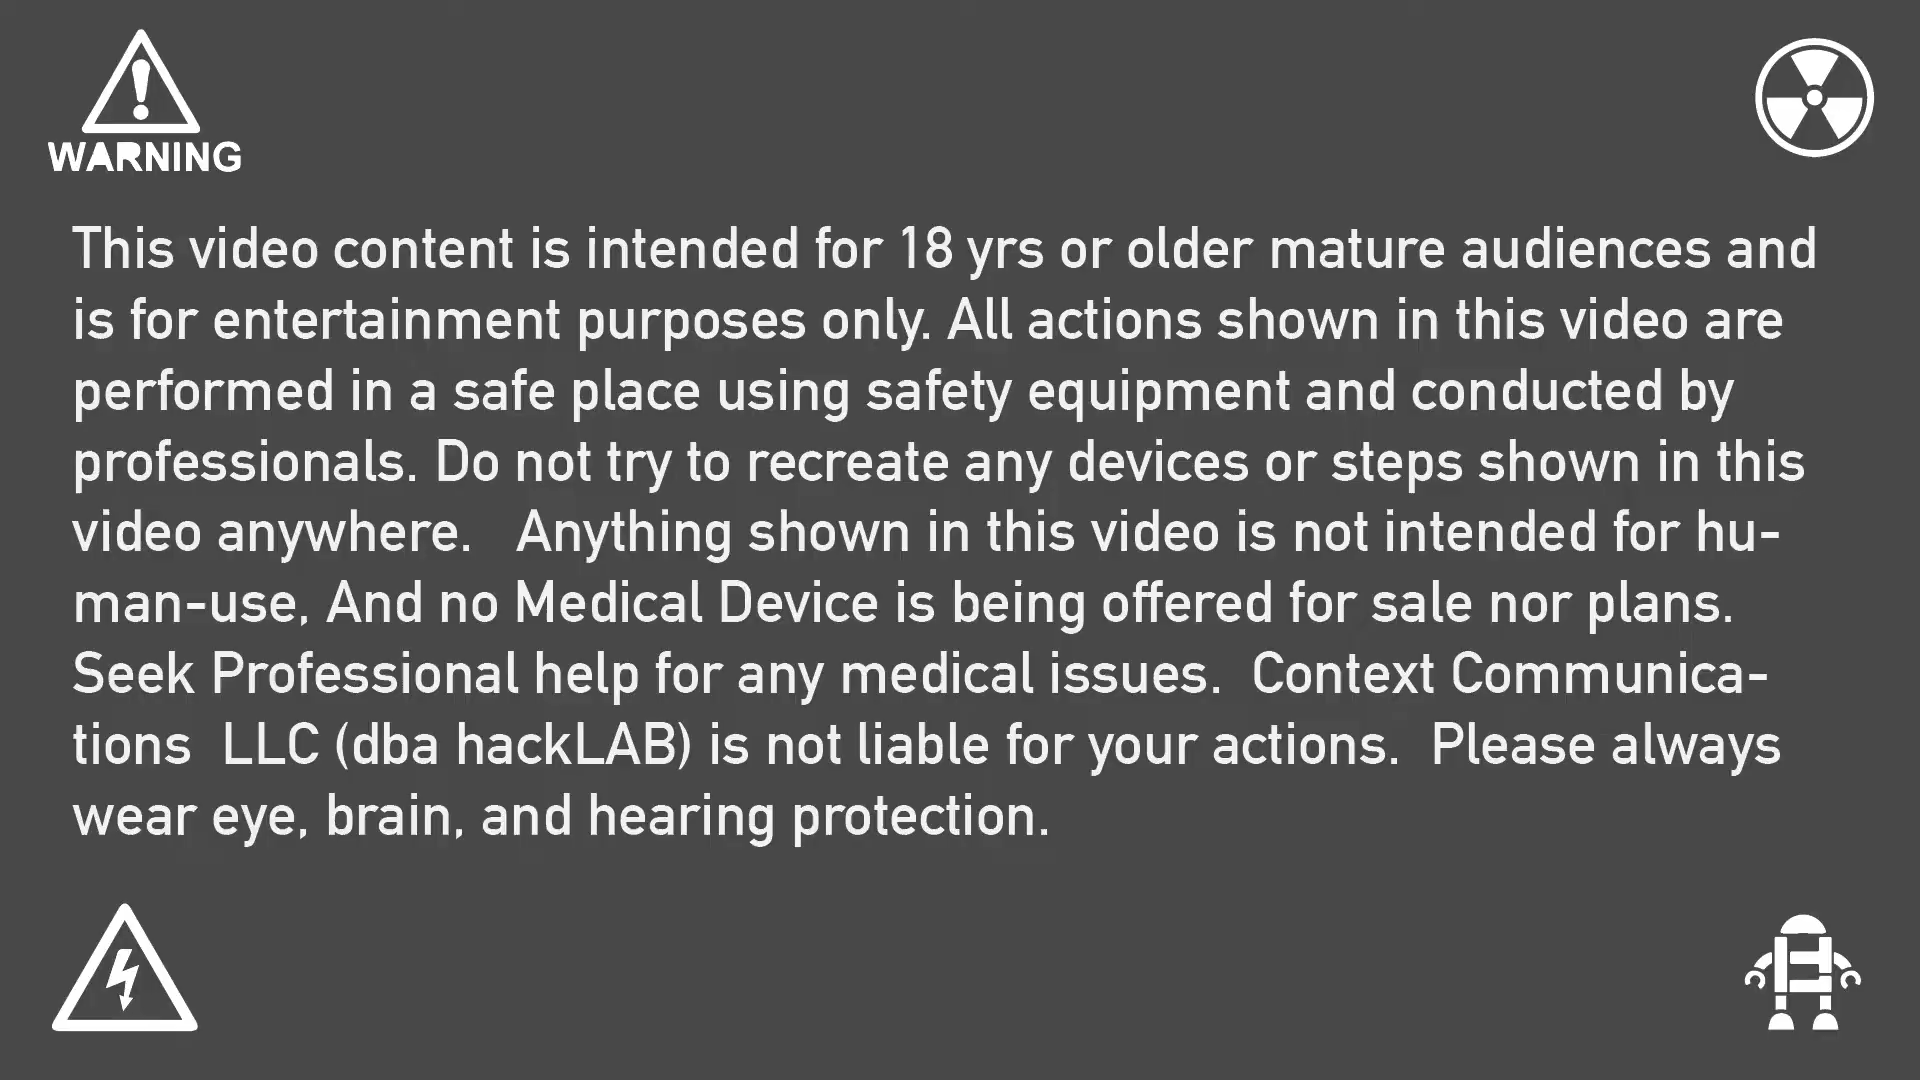 WARNING
This video content is intended for 18 yrs or older mature audiences and
is for entertainment purposes only. All actions shown in this video are
performed in a safe place using safety equipment and conducted by
professionals. Do not try to recreate any devices or steps shown in this
video anywhere.   Anything shown in this video is not intended for hu-
man-use, And no Medical Device is being offered for sale nor plans.
Seek Professional help for any medical issues.  Context Communica-
tions  LLC (dba hackLAB) is not liable for your actions.  Please always
wear eye, brain, and hearing protection.